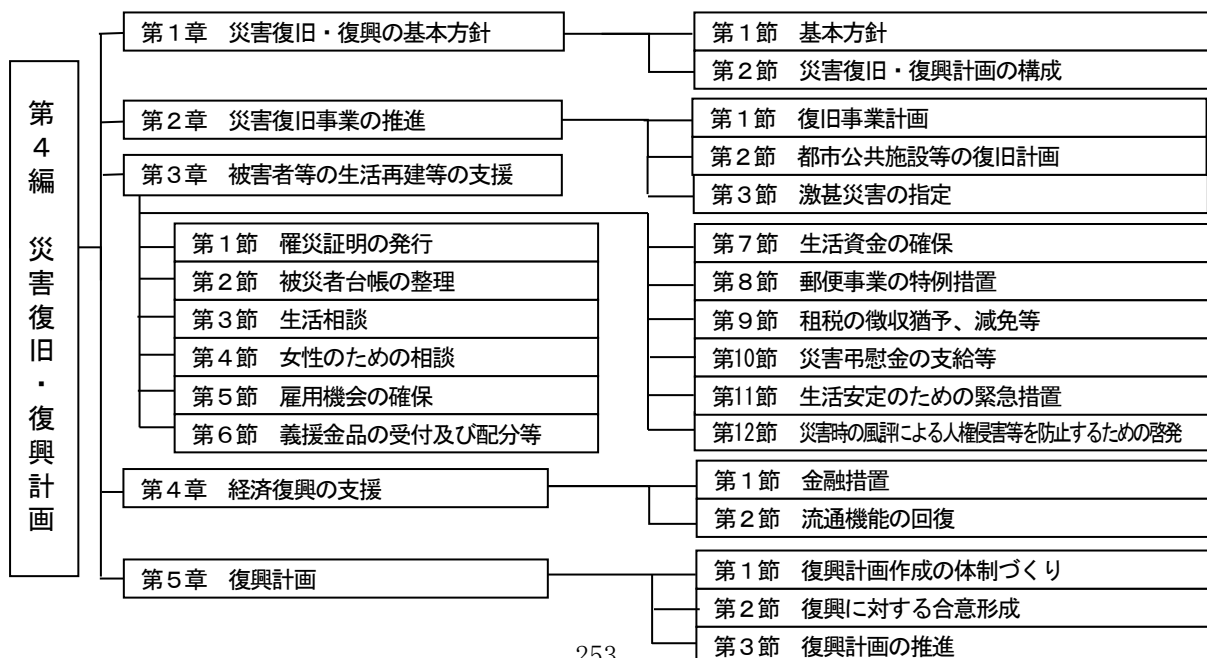 第4編 災害復旧・復興計画
第1章 災害復旧・復興の基本方針
第1節 基本方針
第2節 災害復旧・復興計画の構成
第2章 災害復旧事業の推進
第1節 復旧事業計画
第2節 都市公共施設等の復旧計画
第3節 激甚災害の指定
第3章 被害者等の生活再建等の支援
第1節 罹災証明の発行
第2節 被災者台帳の整理
第3節 生活相談
第4節 女性のための相談
第5節 雇用機会の確保
第6節 義援金品の受付及び配分等
第7節 生活資金の確保
第8節 郵便事業の特例措置
第9節 租税の徴収猶予、減免等
第10節 災害弔慰金の支給等
第11節 生活安定のための緊急措置
第12節 災害時の風評による人権侵害等を防止するための啓発
第4章 経済復興の支援
第1節 金融措置
第2節 流通機能の回復
第5章 復興計画
第1節 復興計画作成の体制づくり
第2節 復興に対する合意形成
第3節 復興計画の推進
253